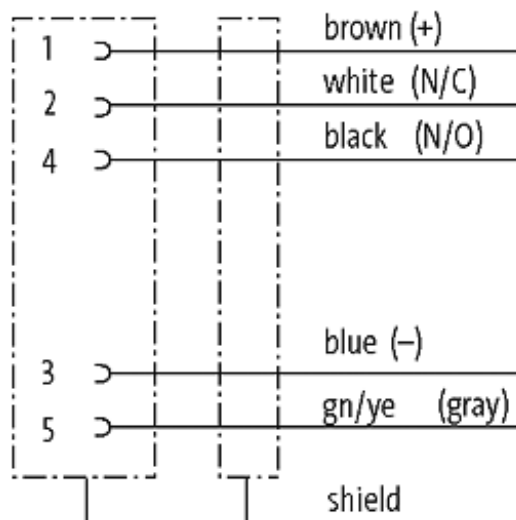 1 brown (+)
2 white (N/C)
4 black (N/O)
3 blue (–)
5 gn/ye (gray)
shield